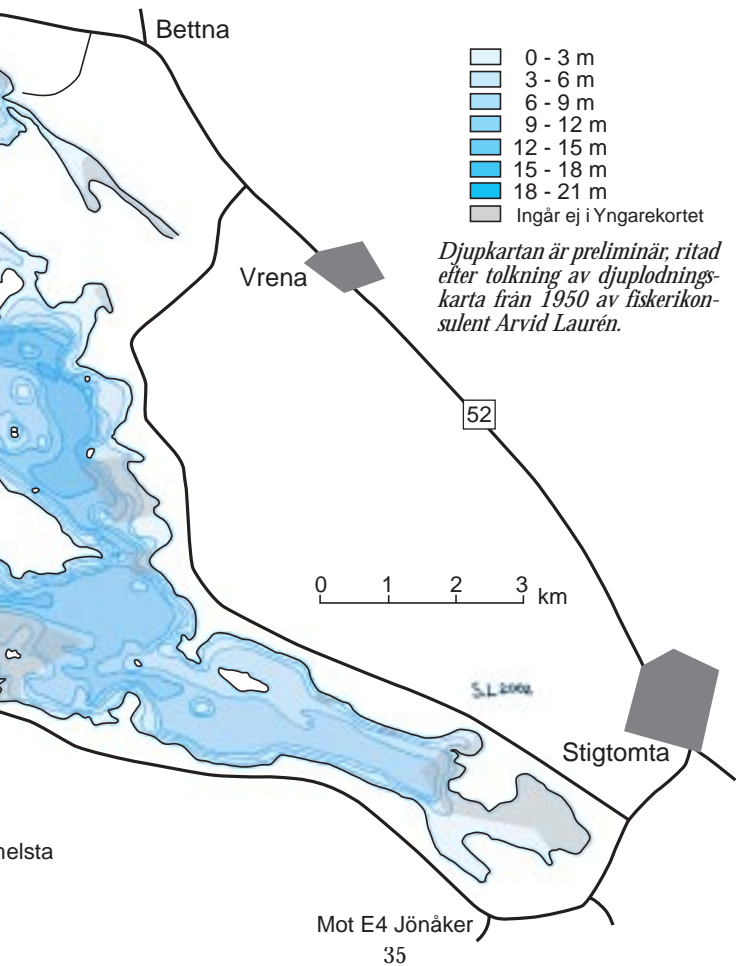 Bettna
0 - 3 m
3 - 6 m
6 - 9 m
9 - 12 m
12 - 15 m
15 - 18 m
18 - 21 m
Ingår ej i Yngarekortet
Djupkartan är preliminär, ritad
efter tolkning av djuplodnings-
karta från 1950 av fiskerikon-
sulent Arvid Laurén.
Vrena
52
0 1 2 3 km
S.L 2002
Stigtomta
helsta
Mot E4 Jönåker
35